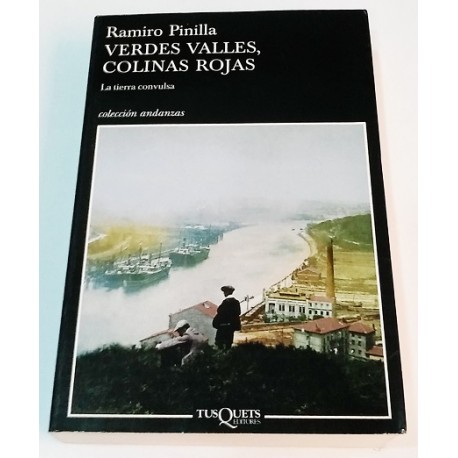 Ramiro Pinilla
VERDES VALLES,
COLINAS ROJAS
La tierra convulsa
colección andanzas
TUSQUETS
EDITORES